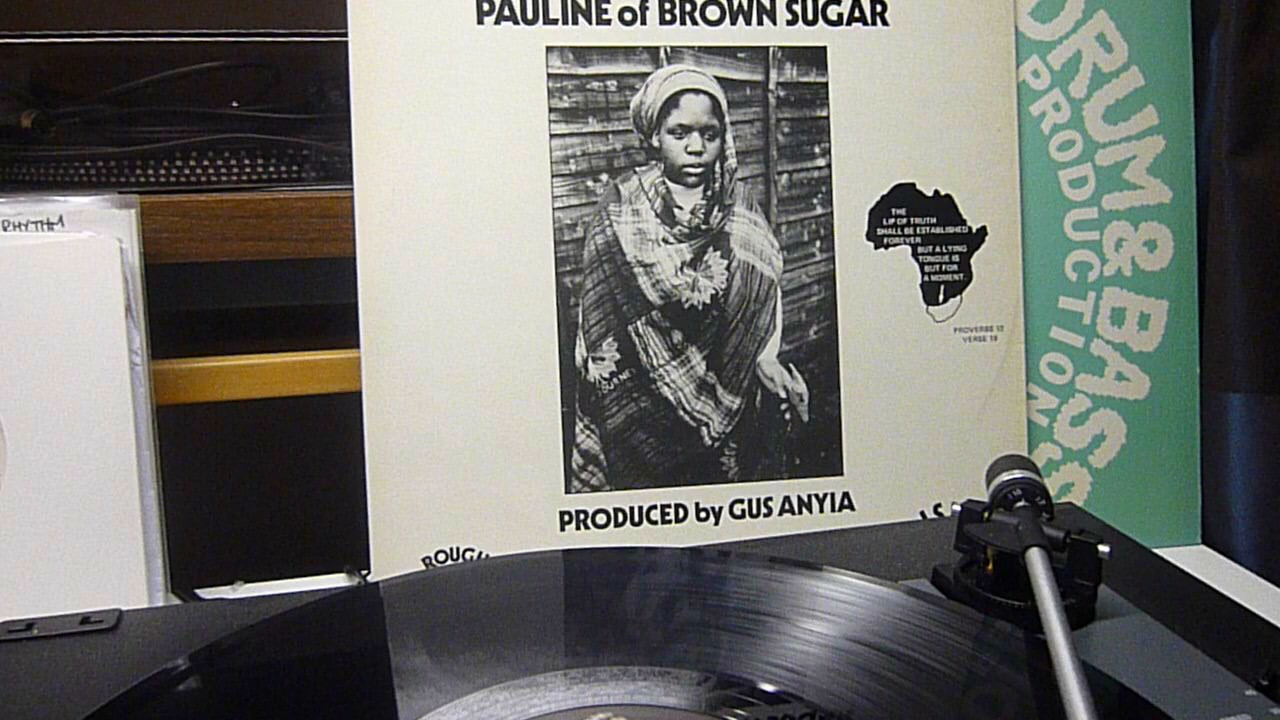 PAULINE of BROWN SUGAR
RHYTHM
THE
LIP OF TRUTH
SHALL BE ESTABLISHED
FOREVER
BUT A LYING
TONGUE IS
BUT FOR
A MOMENT.
PROVERBS 12
VERSE 19
PRODUCED by GUS ANYIA
ROUGH
DRUM & BASS
PRODUCTIONS